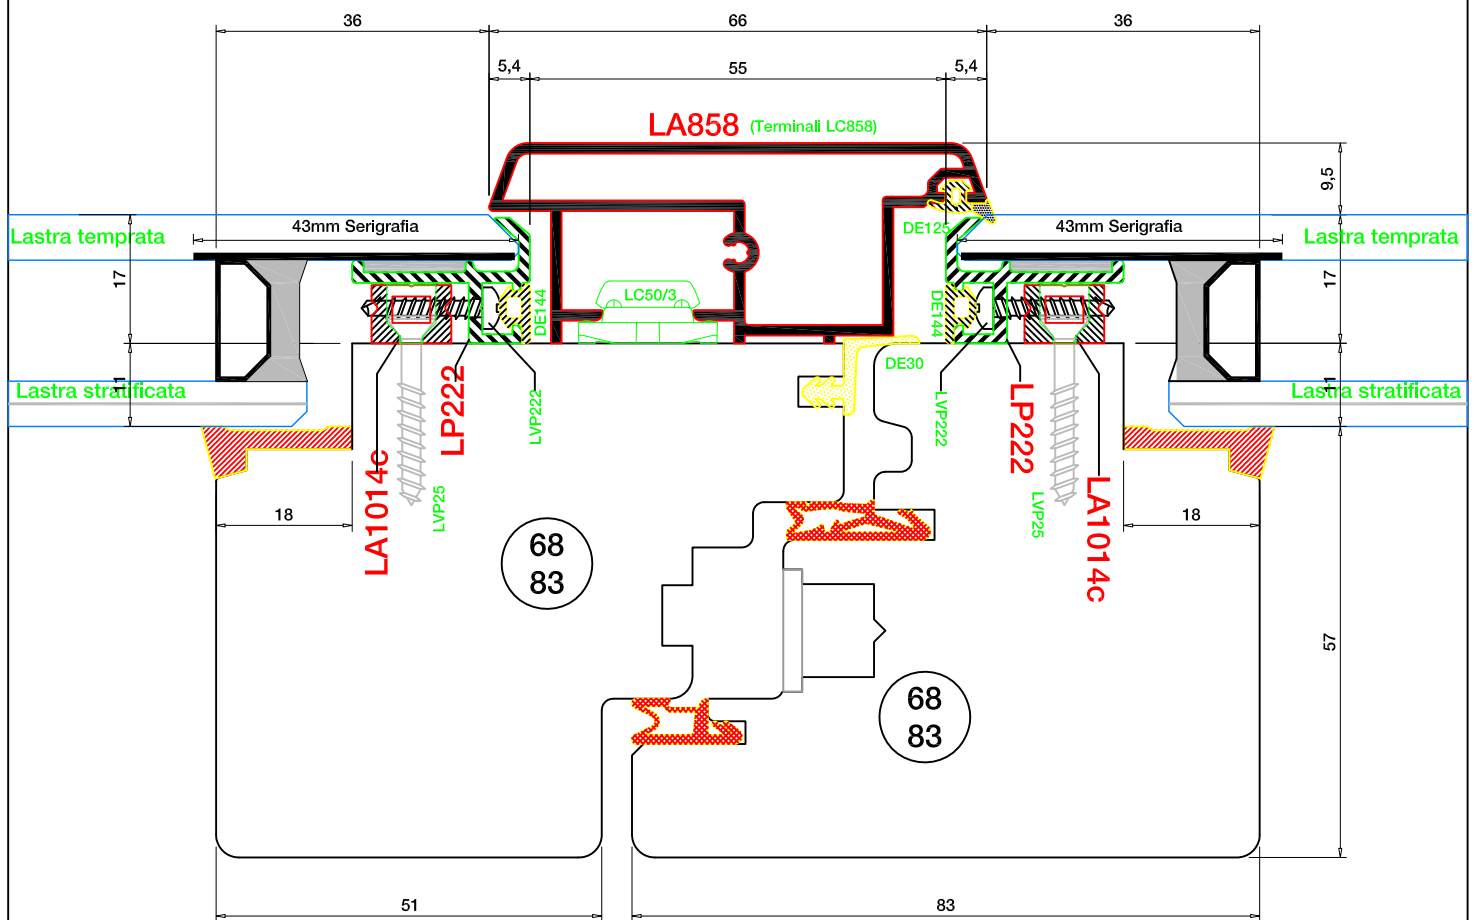 36
66
36
5,4
55
5,4
LA858 (Terminali LC858)
9,5
43mm Serigrafia
DE125
43mm Serigrafia
Lastra temprata
Lastra temprata
17
17
LC50/3
DE144
DE144
DE30
11
11
Lastra stratificata
Lastra stratificata
LP222
LVP222
LVP222
LP222
LA1014c
LVP25
LVP25
LA1014c
18
18
68
83
57
68
83
51
83